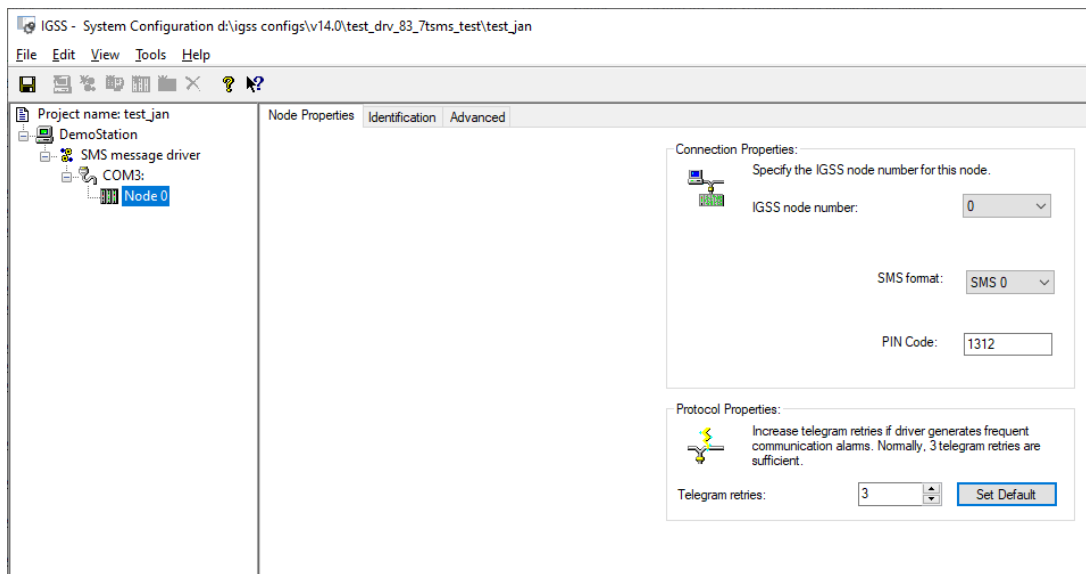 IGSS - System Configuration d:\igss configs\v14.0\test_drv_83_7tsms_test\test_jan
File Edit View Tools Help
Project name: test_jan
DemoStation
SMS message driver
COM3:
Node 0
Node Properties Identification Advanced
Connection Properties:
Specify the IGSS node number for this node.
IGSS node number: 0
SMS format: SMS 0
PIN Code: 1312
Protocol Properties:
Increase telegram retries if driver generates frequent
communication alarms. Normally, 3 telegram retries are
sufficient.
Telegram retries: 3 Set Default